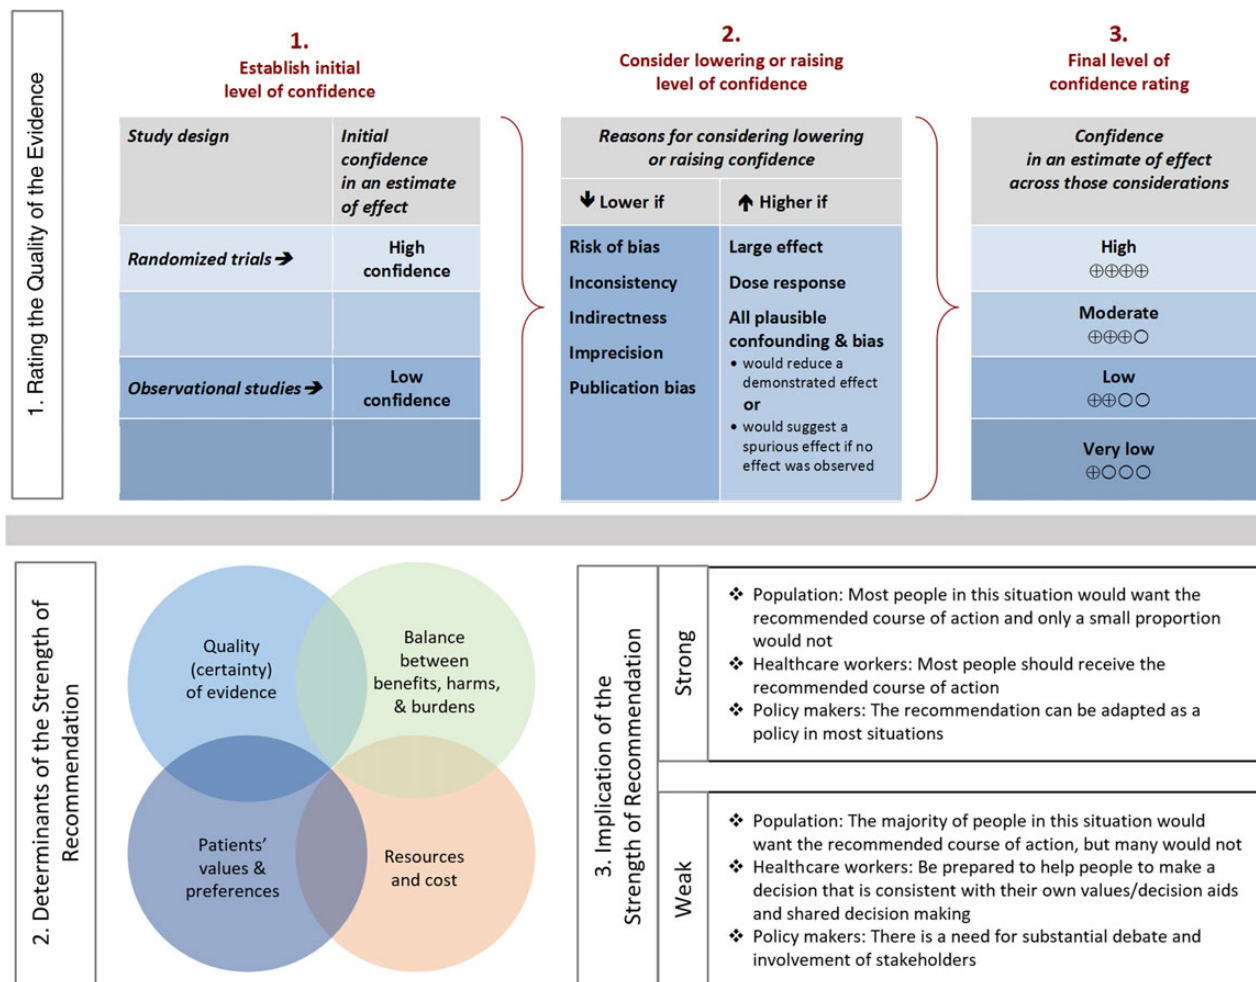 1. Rating the Quality of the Evidence
1.
Establish initial
level of confidence
Study design
Initial
confidence
in an estimate
of effect
Randomized trials ➔
High
confidence
Observational studies ➔
Low
confidence
2.
Consider lowering or raising
level of confidence
Reasons for considering lowering
or raising confidence
🡻 Lower if
🡹 Higher if
Risk of bias
Inconsistency
Indirectness
Imprecision
Publication bias
Large effect
Dose response
All plausible
confounding & bias
• would reduce a
demonstrated effect
or
• would suggest a
spurious effect if no
effect was observed
3.
Final level of
confidence rating
Confidence
in an estimate of effect
across those considerations
High
⊕⊕⊕⊕
Moderate
⊕⊕⊕○
Low
⊕⊕○○
Very low
⊕○○○
2. Determinants of the Strength of
Recommendation
Quality
(certainty)
of evidence
Balance
between
benefits, harms,
& burdens
Patients'
values &
preferences
Resources
and cost
3. Implication of the
Strength of Recommendation
Strong
❖ Population: Most people in this situation would want the
recommended course of action and only a small proportion
would not
❖ Healthcare workers: Most people should receive the
recommended course of action
❖ Policy makers: The recommendation can be adapted as a
policy in most situations
Weak
❖ Population: The majority of people in this situation would
want the recommended course of action, but many would not
❖ Healthcare workers: Be prepared to help people to make a
decision that is consistent with their own values/decision aids
and shared decision making
❖ Policy makers: There is a need for substantial debate and
involvement of stakeholders